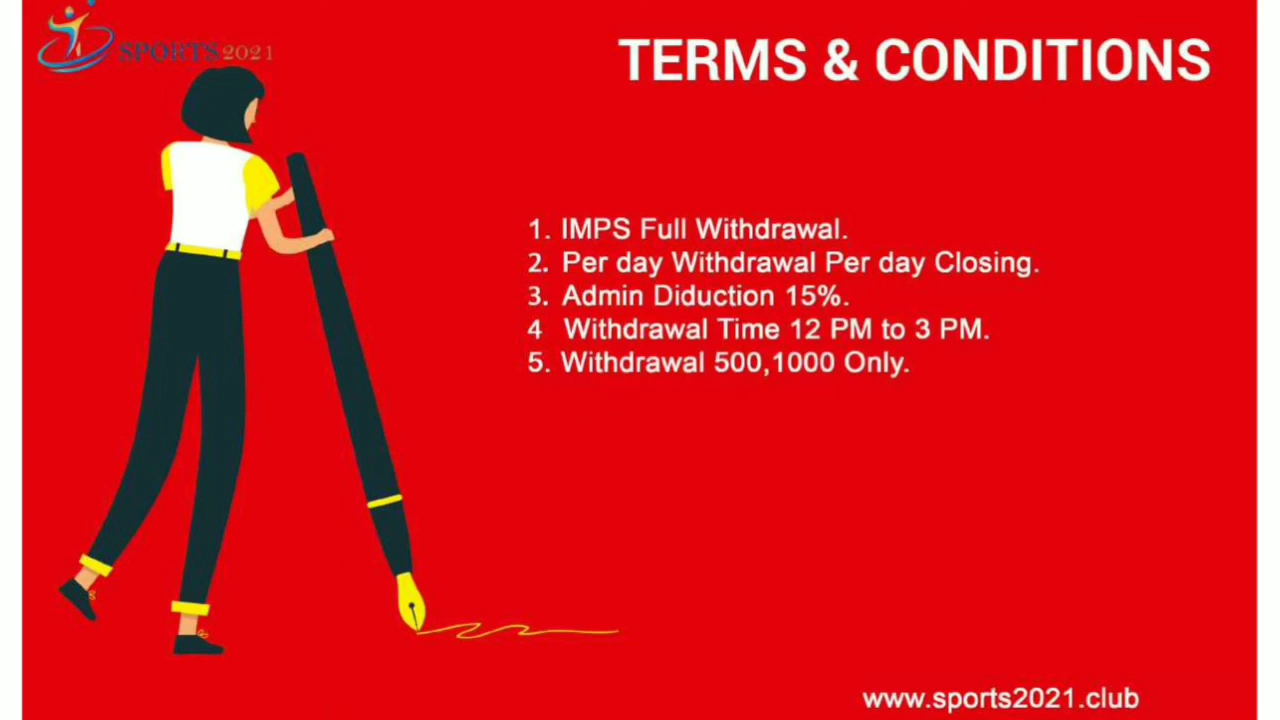 SPORTS2021
TERMS & CONDITIONS
1. IMPS Full Withdrawal.
2. Per day Withdrawal Per day Closing.
3. Admin Diduction 15%.
4 Withdrawal Time 12 PM to 3 PM.
5. Withdrawal 500,1000 Only.
www.sports2021.club